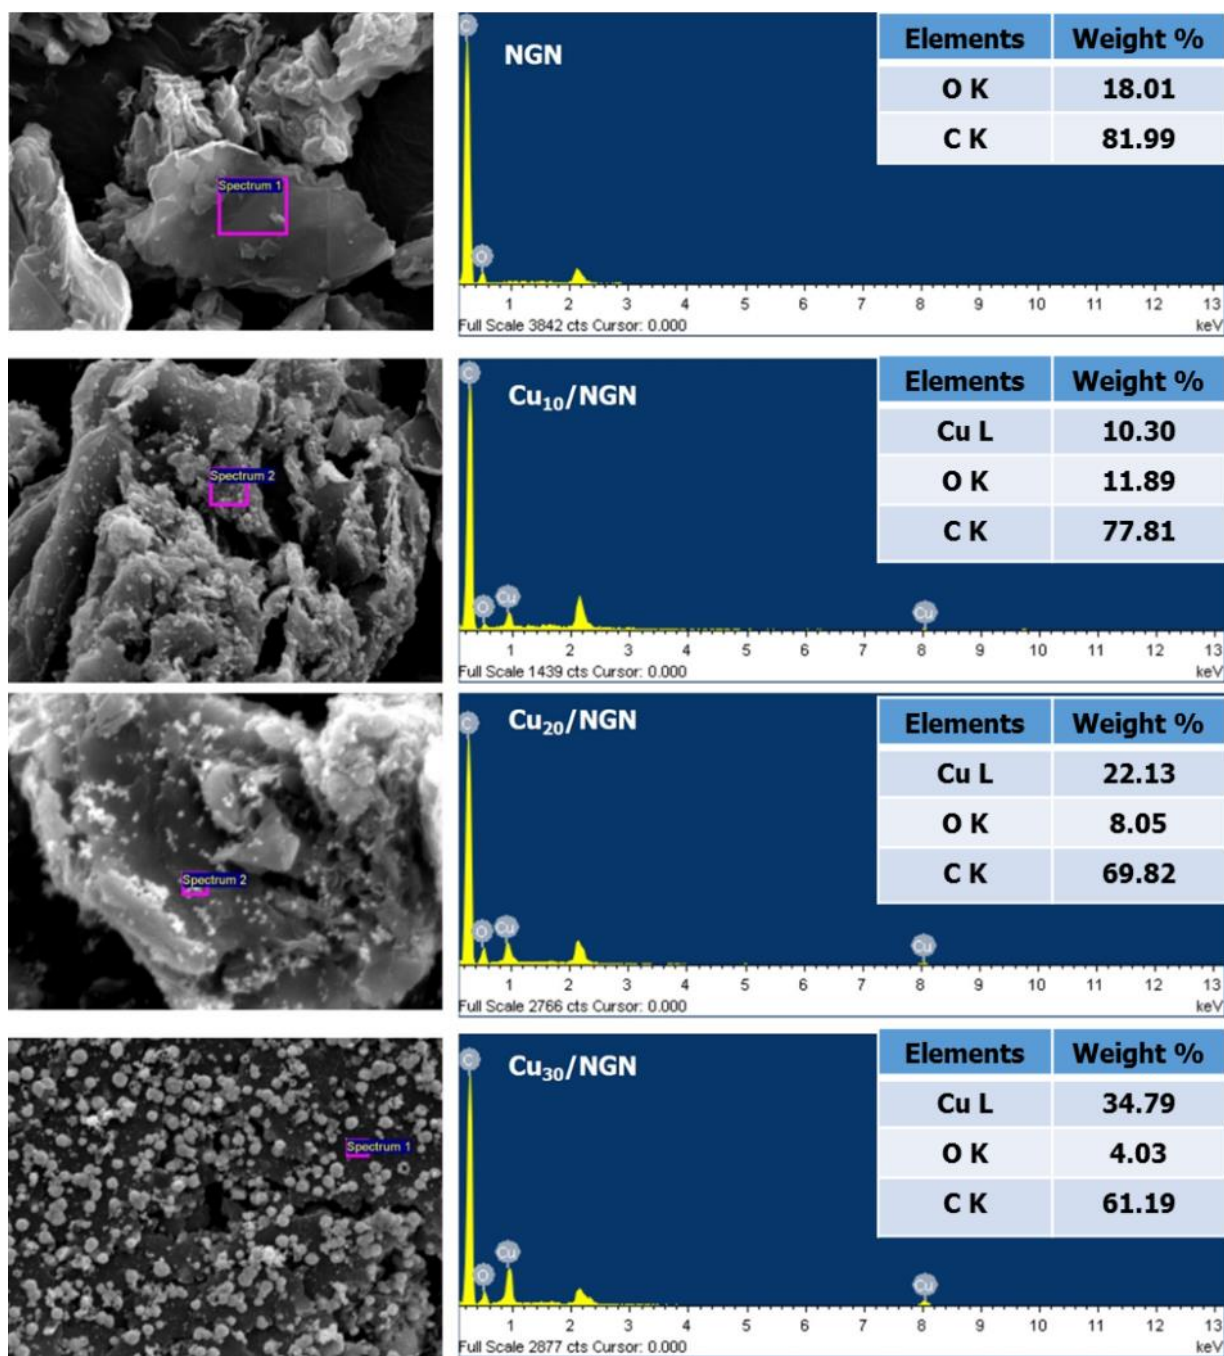 Spectrum 1
C
NGN
O
1 2 3 4 5 6 7 8 9 10 11 12 13
Full Scale 3842 cts Cursor: 0.000 keV
Elements Weight %
O K 18.01
C K 81.99
Spectrum 2
C
Cu₁₀/NGN
O Cu Cu
1 2 3 4 5 6 7 8 9 10 11 12 13
Full Scale 1439 cts Cursor: 0.000 keV
Elements Weight %
Cu L 10.30
O K 11.89
C K 77.81
Spectrum 2
C
Cu₂₀/NGN
O Cu Cu
1 2 3 4 5 6 7 8 9 10 11 12 13
Full Scale 2766 cts Cursor: 0.000 keV
Elements Weight %
Cu L 22.13
O K 8.05
C K 69.82
Spectrum 1
C
Cu₃₀/NGN
Cu
O Cu
1 2 3 4 5 6 7 8 9 10 11 12 13
Full Scale 2877 cts Cursor: 0.000 keV
Elements Weight %
Cu L 34.79
O K 4.03
C K 61.19